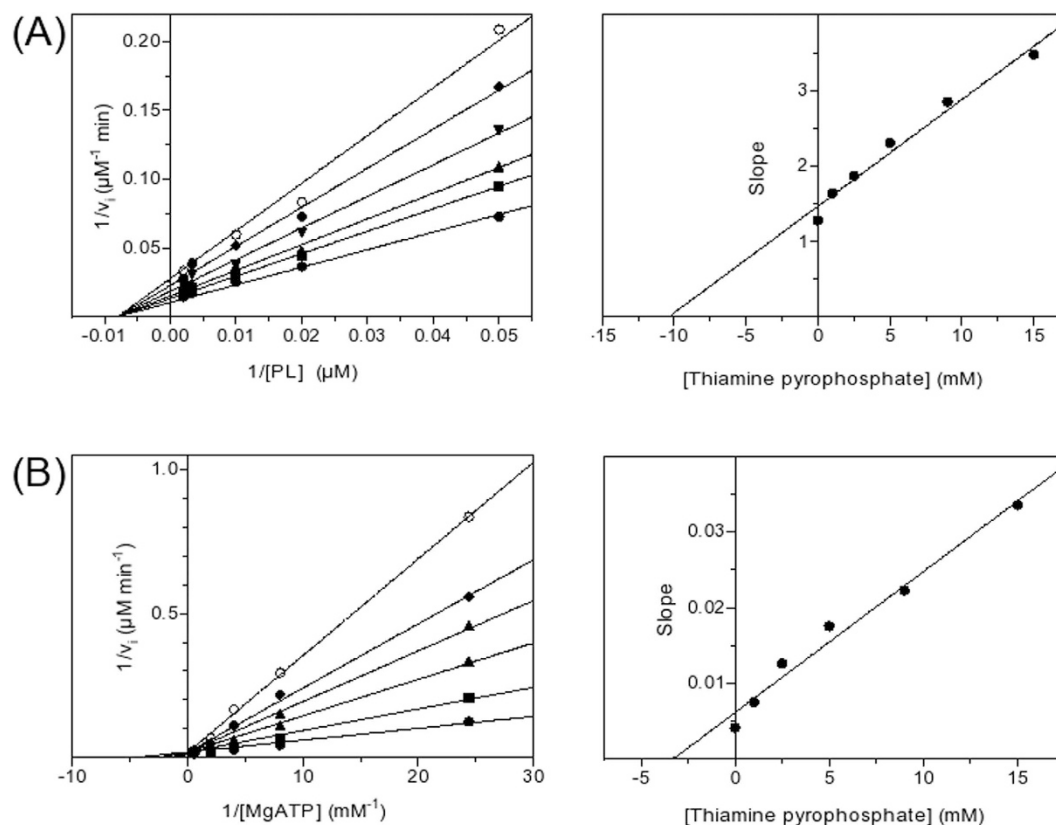 (A)
0.20
0.15
0.10
0.05
1/vᵢ (µM⁻¹ min)
-0.01 0.00 0.01 0.02 0.03 0.04 0.05
1/[PL] (µM)
3
2
1
Slope
-15 -10 -5 0 5 10 15
[Thiamine pyrophosphate] (mM)
(B)
1.0
0.5
1/vᵢ (µM min⁻¹)
-10 0 10 20 30
1/[MgATP] (mM⁻¹)
0.03
0.02
0.01
Slope
-5 0 5 10 15
[Thiamine pyrophosphate] (mM)